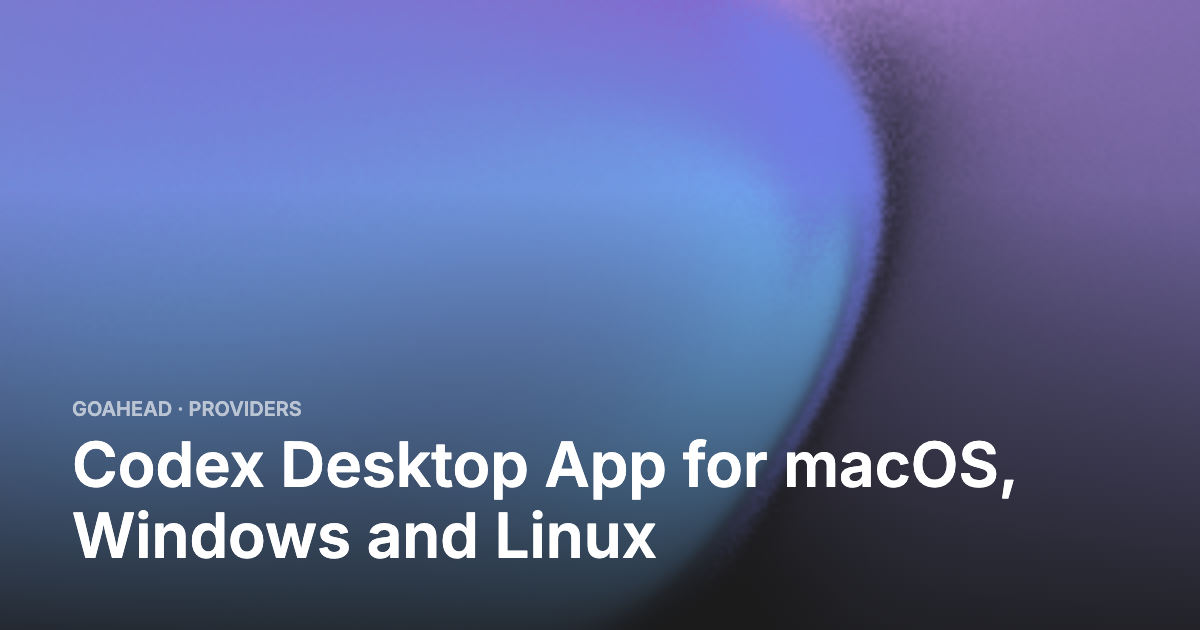 GOAHEAD · PROVIDERS
Codex Desktop App for macOS,
Windows and Linux